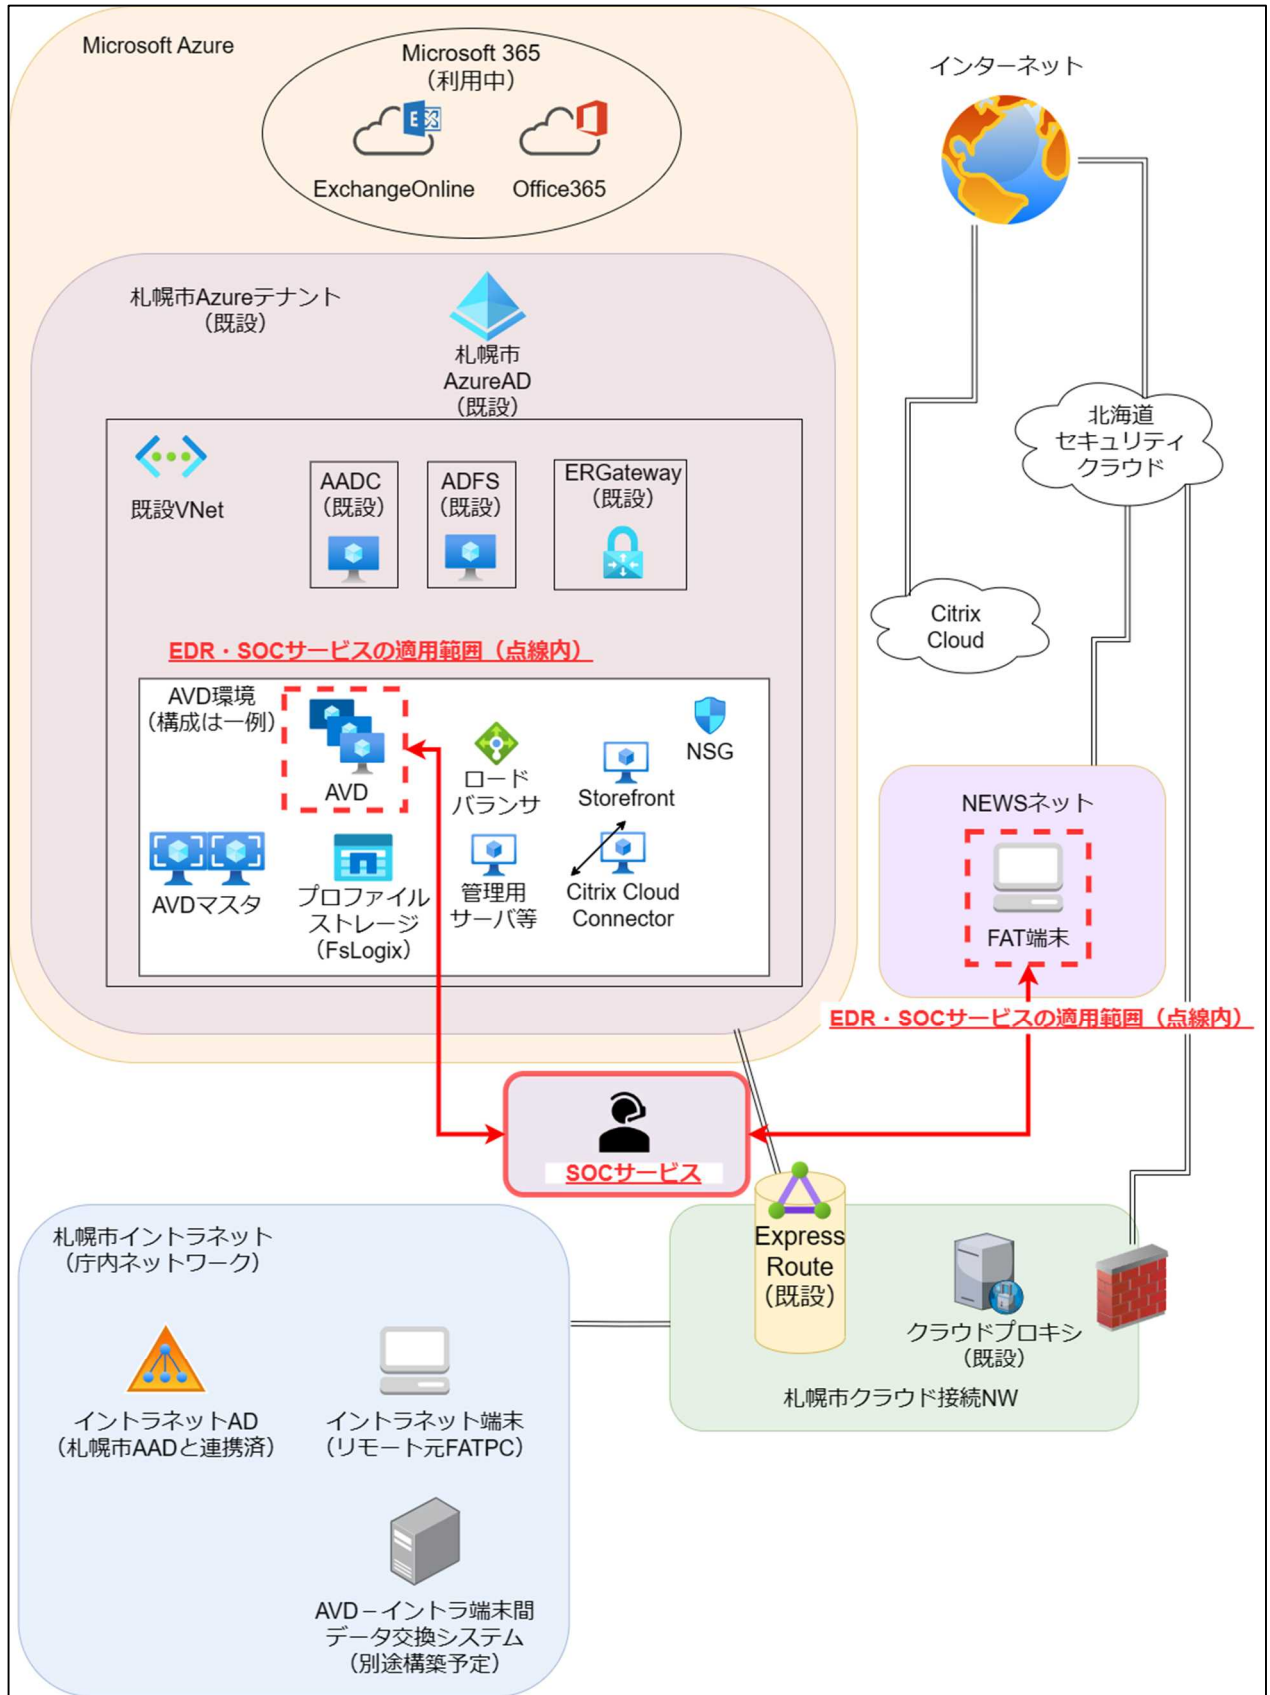 Microsoft Azure
Microsoft 365
（利用中）
ExchangeOnline
Office365
インターネット
札幌市Azureテナント
（既設）
札幌市
AzureAD
（既設）
北海道
セキュリティ
クラウド
既設VNet
AADC
（既設）
ADFS
（既設）
ERGateway
（既設）
Citrix
Cloud
EDR・SOCサービスの適用範囲（点線内）
AVD環境
（構成は一例）
AVD
ロード
バランサ
Storefront
NSG
AVDマスタ
プロファイル
ストレージ
（FsLogix）
管理用
サーバ等
Citrix Cloud
Connector
NEWSネット
FAT端末
EDR・SOCサービスの適用範囲（点線内）
SOCサービス
札幌市イントラネット
（庁内ネットワーク）
イントラネットAD
（札幌市AADと連携済）
イントラネット端末
（リモート元FATPC）
AVD－イントラ端末間
データ交換システム
（別途構築予定）
Express
Route
（既設）
クラウドプロキシ
（既設）
札幌市クラウド接続NW